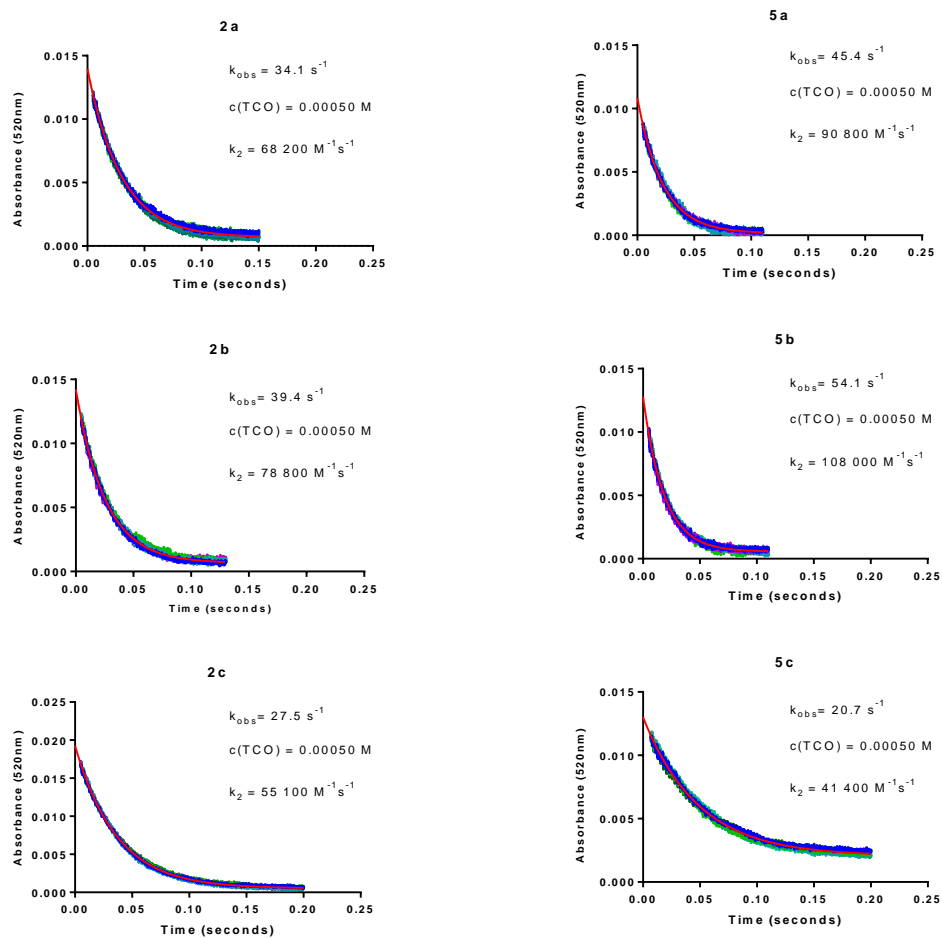 2a
0.015
0.010
0.005
0.000
0.00 0.05 0.10 0.15 0.20 0.25
Absorbance (520nm)
Time (seconds)
k_obs = 34.1 s^-1
c(TCO) = 0.00050 M
k_2 = 68 200 M^-1s^-1
5a
0.015
0.010
0.005
0.000
0.00 0.05 0.10 0.15 0.20 0.25
Absorbance (520nm)
Time (seconds)
k_obs = 45.4 s^-1
c(TCO) = 0.00050 M
k_2 = 90 800 M^-1s^-1
2b
0.015
0.010
0.005
0.000
0.00 0.05 0.10 0.15 0.20 0.25
Absorbance (520nm)
Time (seconds)
k_obs= 39.4 s^-1
c(TCO) = 0.00050 M
k_2 = 78 800 M^-1s^-1
5b
0.015
0.010
0.005
0.000
0.00 0.05 0.10 0.15 0.20 0.25
Absorbance (520nm)
Time (seconds)
k_obs= 54.1 s^-1
c(TCO) = 0.00050 M
k_2 = 108 000 M^-1s^-1
2c
0.025
0.020
0.015
0.010
0.005
0.000
0.00 0.05 0.10 0.15 0.20 0.25
Absorbance (520nm)
Time (seconds)
k_obs= 27.5 s^-1
c(TCO) = 0.00050 M
k_2 = 55 100 M^-1s^-1
5c
0.015
0.010
0.005
0.000
0.00 0.05 0.10 0.15 0.20 0.25
Absorbance (520nm)
Time (seconds)
k_obs= 20.7 s^-1
c(TCO) = 0.00050 M
k_2 = 41 400 M^-1s^-1